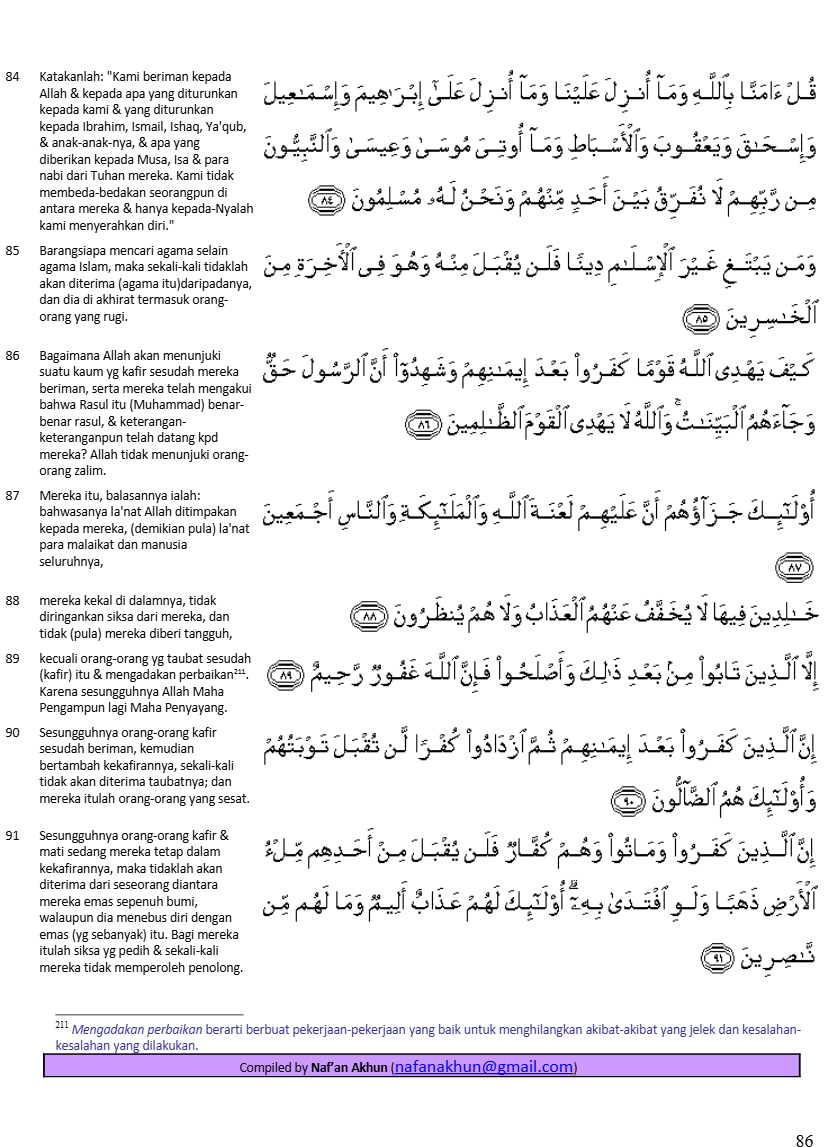 84 Katakanlah: "Kami beriman kepada
Allah & kepada apa yang diturunkan
kepada kami & yang diturunkan
kepada Ibrahim, Ismail, Ishaq, Ya'qub,
& anak-anak-nya, & apa yang
diberikan kepada Musa, Isa & para
nabi dari Tuhan mereka. Kami tidak
membeda-bedakan seorangpun di
antara mereka & hanya kepada-Nyalah
kami menyerahkan diri."
قُلْ ءَامَنَّا بِٱللَّهِ وَمَآ أُنزِلَ عَلَيْنَا وَمَآ أُنزِلَ عَلَىٰٓ إِبْرَٰهِيمَ وَإِسْمَـٰعِيلَ
وَإِسْحَـٰقَ وَيَعْقُوبَ وَٱلْأَسْبَاطِ وَمَآ أُوتِىَ مُوسَىٰ وَعِيسَىٰ وَٱلنَّبِيُّونَ
مِن رَّبِّهِمْ لَا نُفَرِّقُ بَيْنَ أَحَدٍ مِّنْهُمْ وَنَحْنُ لَهُۥ مُسْلِمُونَ ٨٤
85 Barangsiapa mencari agama selain
agama Islam, maka sekali-kali tidaklah
akan diterima (agama itu)daripadanya,
dan dia di akhirat termasuk orang-
orang yang rugi.
وَمَن يَبْتَغِ غَيْرَ ٱلْإِسْلَـٰمِ دِينًا فَلَن يُقْبَلَ مِنْهُ وَهُوَ فِى ٱلْأَخِرَةِ مِنَ
ٱلْخَـٰسِرِينَ ٨٥
86 Bagaimana Allah akan menunjuki
suatu kaum yg kafir sesudah mereka
beriman, serta mereka telah mengakui
bahwa Rasul itu (Muhammad) benar-
benar rasul, & keterangan-
keteranganpun telah datang kpd
mereka? Allah tidak menunjuki orang-
orang zalim.
كَيْفَ يَهْدِى ٱللَّهُ قَوْمًا كَفَرُوا۟ بَعْدَ إِيمَـٰنِهِمْ وَشَهِدُوٓا۟ أَنَّ ٱلرَّسُولَ حَقٌّ
وَجَآءَهُمُ ٱلْبَيِّنَـٰتُ ۚ وَٱللَّهُ لَا يَهْدِى ٱلْقَوْمَ ٱلظَّـٰلِمِينَ ٨٦
87 Mereka itu, balasannya ialah:
bahwasanya la'nat Allah ditimpakan
kepada mereka, (demikian pula) la'nat
para malaikat dan manusia
seluruhnya,
أُو۟لَـٰٓئِكَ جَزَآؤُهُمْ أَنَّ عَلَيْهِمْ لَعْنَةَ ٱللَّهِ وَٱلْمَلَـٰٓئِكَةِ وَٱلنَّاسِ أَجْمَعِينَ
٨٧
88 mereka kekal di dalamnya, tidak
diringankan siksa dari mereka, dan
tidak (pula) mereka diberi tangguh,
خَـٰلِدِينَ فِيهَا لَا يُخَفَّفُ عَنْهُمُ ٱلْعَذَابُ وَلَا هُمْ يُنظَرُونَ ٨٨
89 kecuali orang-orang yg taubat sesudah
(kafir) itu & mengadakan perbaikan²¹¹.
Karena sesungguhnya Allah Maha
Pengampun lagi Maha Penyayang.
إِلَّا ٱلَّذِينَ تَابُوا۟ مِنۢ بَعْدِ ذَٰلِكَ وَأَصْلَحُوا۟ فَإِنَّ ٱللَّهَ غَفُورٌ رَّحِيمٌ ٨٩
90 Sesungguhnya orang-orang kafir
sesudah beriman, kemudian
bertambah kekafirannya, sekali-kali
tidak akan diterima taubatnya; dan
mereka itulah orang-orang yang sesat.
إِنَّ ٱلَّذِينَ كَفَرُوا۟ بَعْدَ إِيمَـٰنِهِمْ ثُمَّ ٱزْدَادُوا۟ كُفْرًا لَّن تُقْبَلَ تَوْبَتُهُمْ
وَأُو۟لَـٰٓئِكَ هُمُ ٱلضَّآلُّونَ ٩٠
91 Sesungguhnya orang-orang kafir &
mati sedang mereka tetap dalam
kekafirannya, maka tidaklah akan
diterima dari seseorang diantara
mereka emas sepenuh bumi,
walaupun dia menebus diri dengan
emas (yg sebanyak) itu. Bagi mereka
itulah siksa yg pedih & sekali-kali
mereka tidak memperoleh penolong.
إِنَّ ٱلَّذِينَ كَفَرُوا۟ وَمَاتُوا۟ وَهُمْ كُفَّارٌ فَلَن يُقْبَلَ مِنْ أَحَدِهِم مِّلْءُ
ٱلْأَرْضِ ذَهَبًا وَلَوِ ٱفْتَدَىٰ بِهِۦٓ ۗ أُو۟لَـٰٓئِكَ لَهُمْ عَذَابٌ أَلِيمٌ وَمَا لَهُم مِّن
نَّـٰصِرِينَ ٩١
²¹¹ Mengadakan perbaikan berarti berbuat pekerjaan-pekerjaan yang baik untuk menghilangkan akibat-akibat yang jelek dan kesalahan-
kesalahan yang dilakukan.
Compiled by Naf'an Akhun (nafanakhun@gmail.com)
86